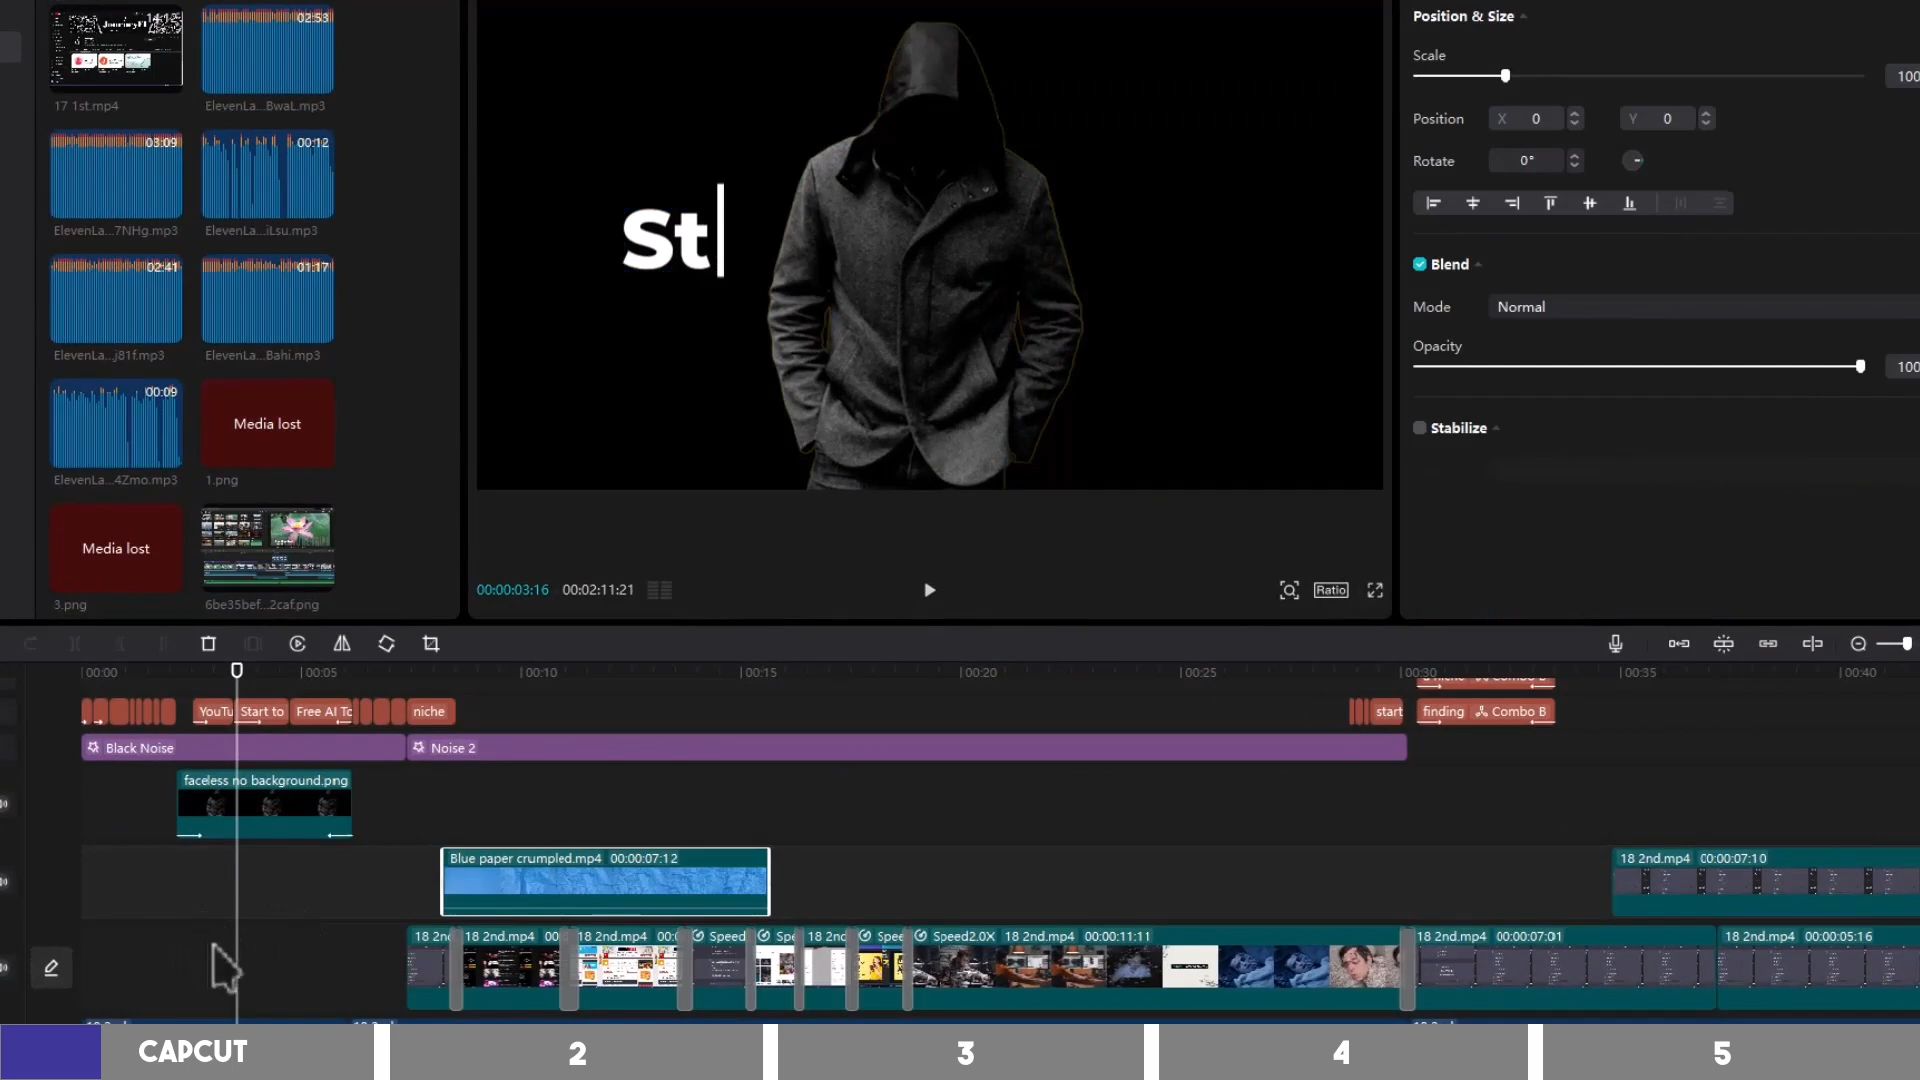 14:12
02:53
17 1st.mp4
ElevenLa...BwaL.mp3
03:09
00:12
ElevenLa...7NHg.mp3
ElevenLa...iLsu.mp3
02:41
01:17
ElevenLa...j81f.mp3
ElevenLa...Bahi.mp3
00:09
Media lost
ElevenLa...4Zmo.mp3
1.png
Media lost
3.png
6be35bef...2caf.png
St
00:00:03:16
00:02:11:21
Ratio
Position & Size
Scale
100
Position
X 0
Y 0
Rotate
0°
Blend
Mode
Normal
Opacity
100
Stabilize
00:00
00:05
00:10
00:15
00:20
00:25
00:30
00:35
00:40
YouTu
Start to
Free AI To
niche
start
finding
Combo B
Black Noise
Noise 2
faceless no background.png
Blue paper crumpled.mp4 00:00:07:12
18 2nd.mp4 00:00:07:10
18 2n
18 2nd.mp4 00
18 2nd.mp4 00:
Speed
Spe
18 2nd
Spee
Speed2.0X 18 2nd.mp4 00:00:11:11
18 2nd.mp4 00:00:07:01
18 2nd.mp4 00:00:05:16
CAPCUT
2
3
4
5